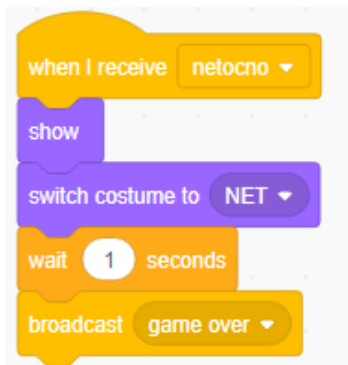 when I receive netocno
show
switch costume to NET
wait 1 seconds
broadcast game over